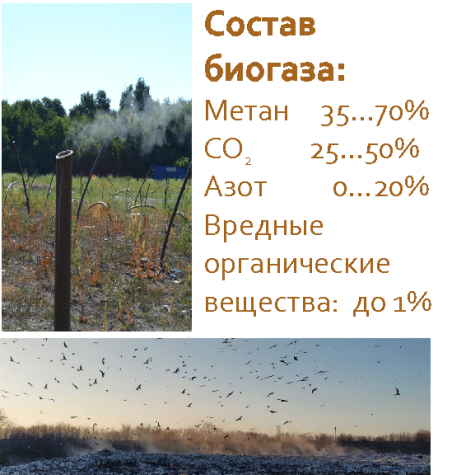 Состав
биогаза:
Метан 35...70%
CO₂ 25...50%
Азот 0...20%
Вредные
органические
вещества: до 1%